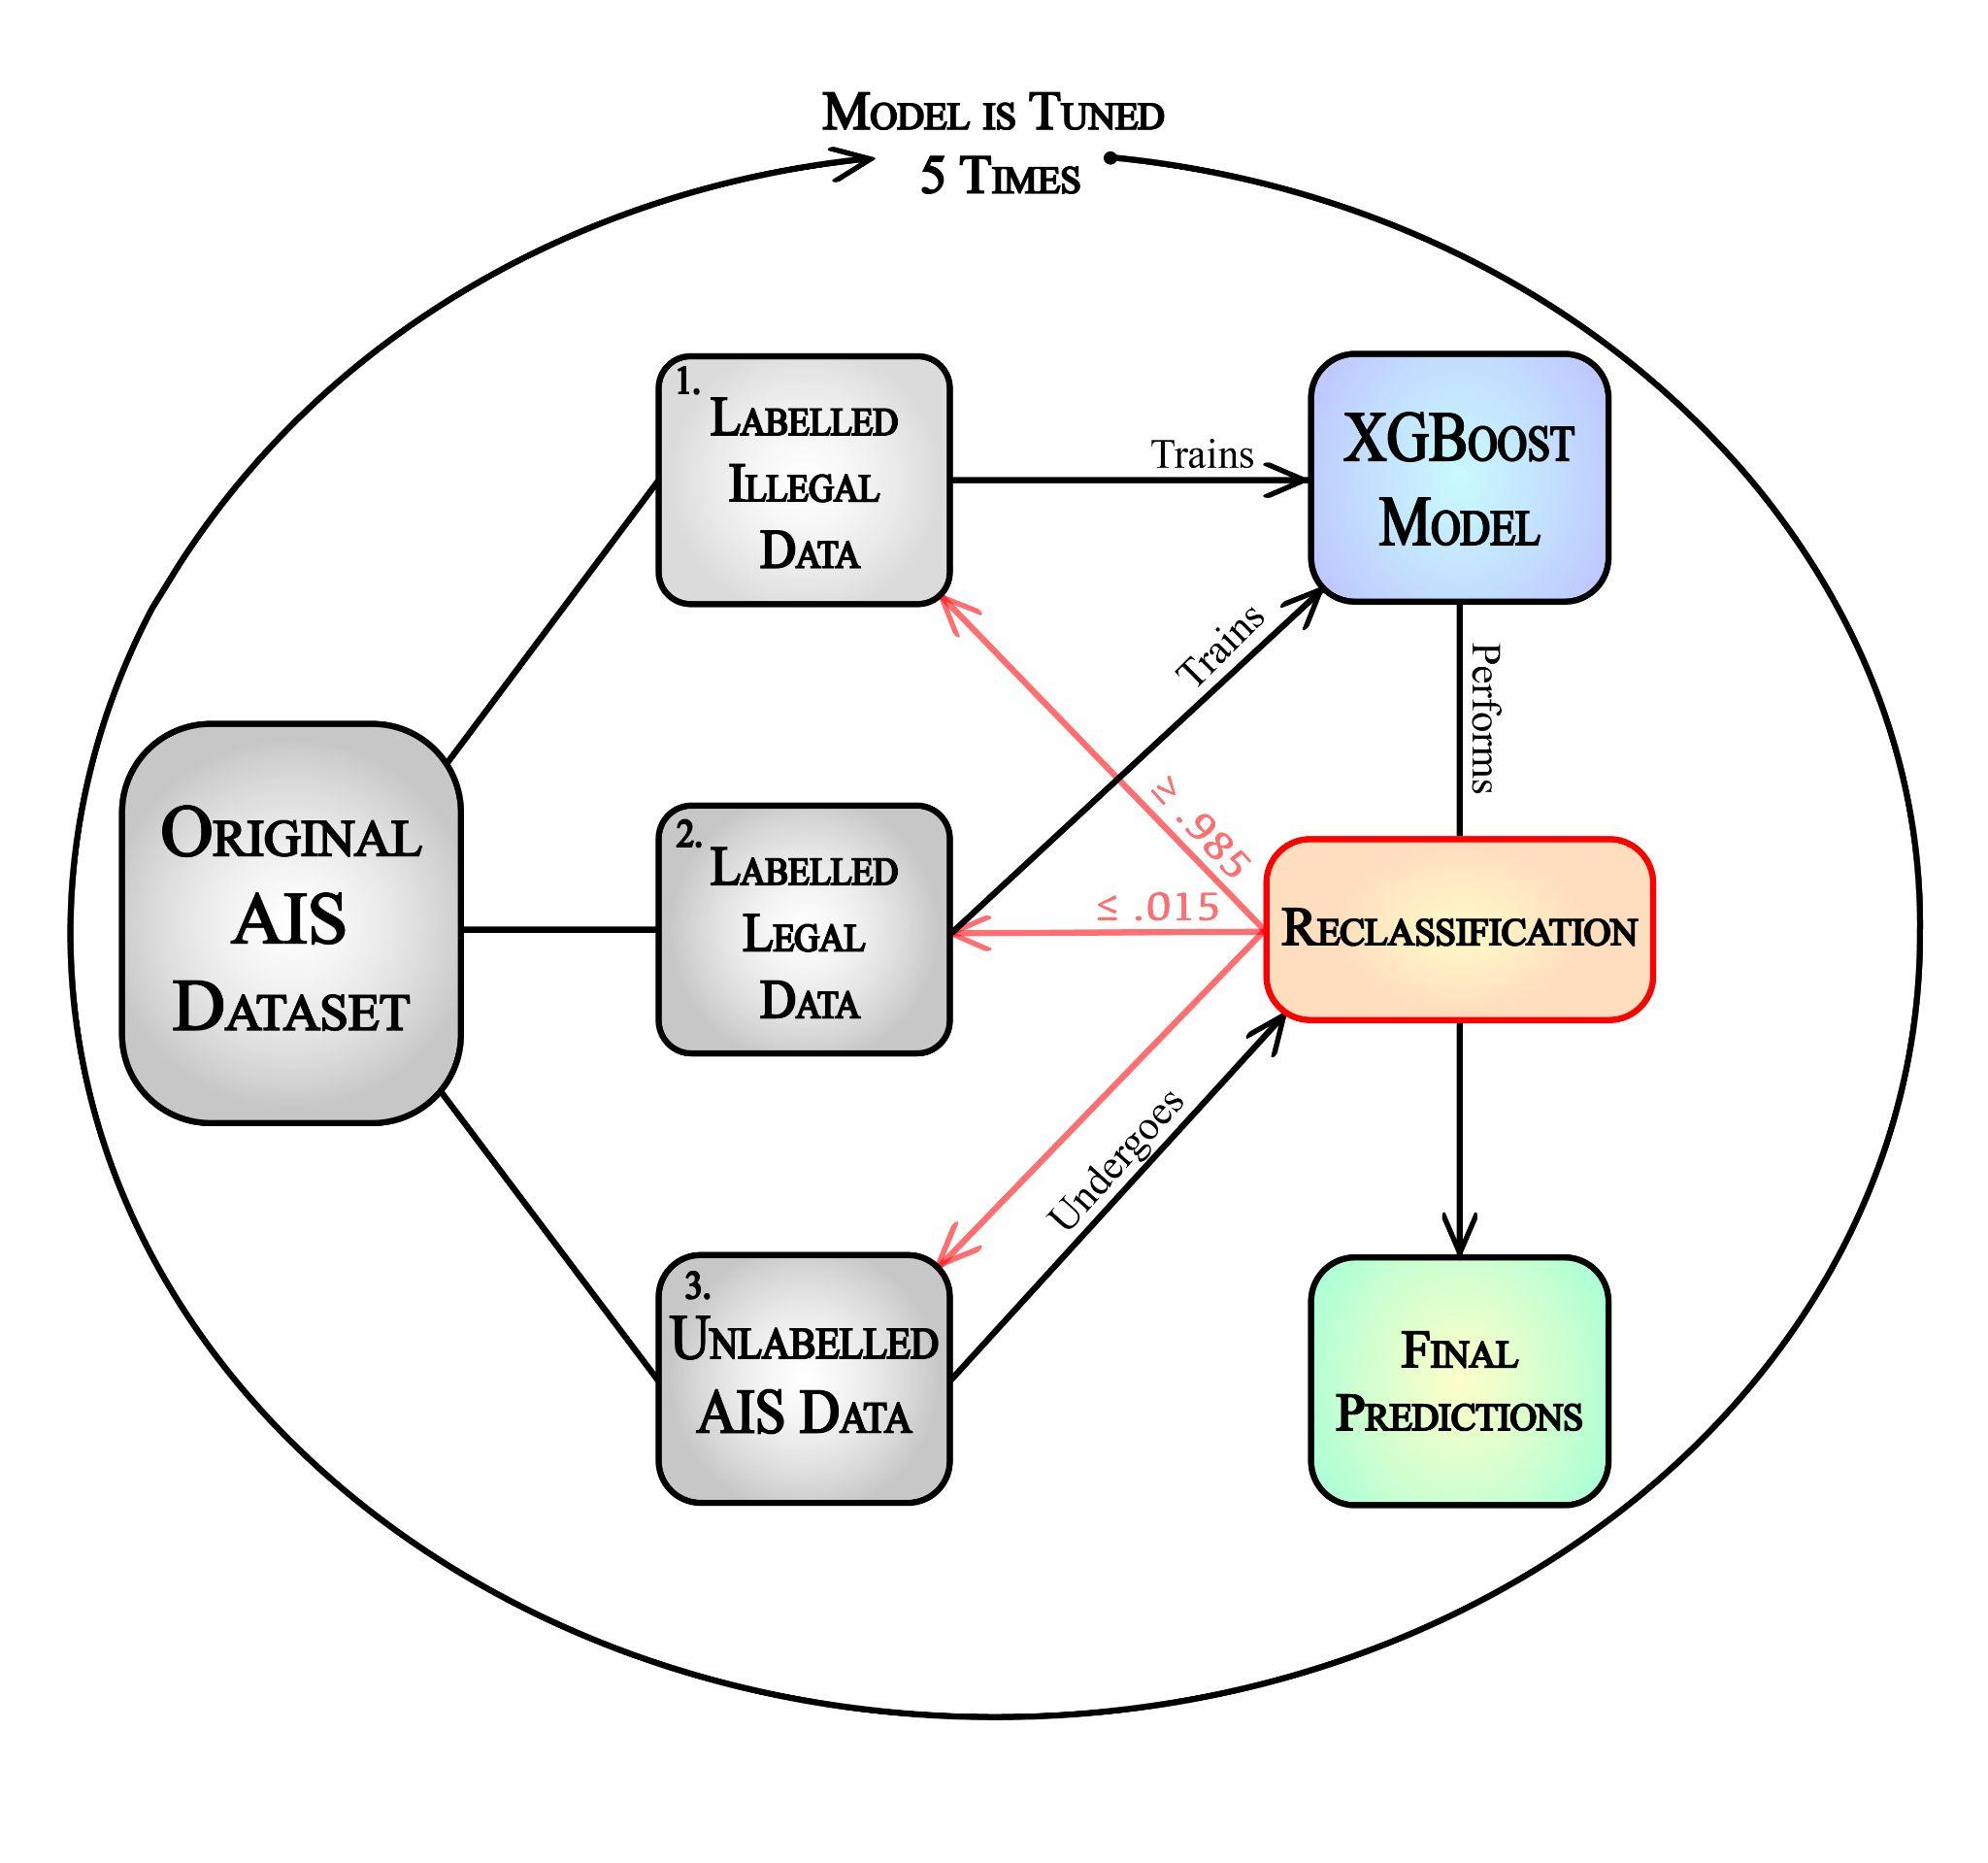 Model is Tuned
5 Times
1.
Labelled
Illegal
Data
Trains
XGBoost
Model
Trains
Performs
Original
AIS
Dataset
2.
Labelled
Legal
Data
≥ .985
≤ .015
Reclassification
Undergoes
3.
Unlabelled
AIS Data
Final
Predictions